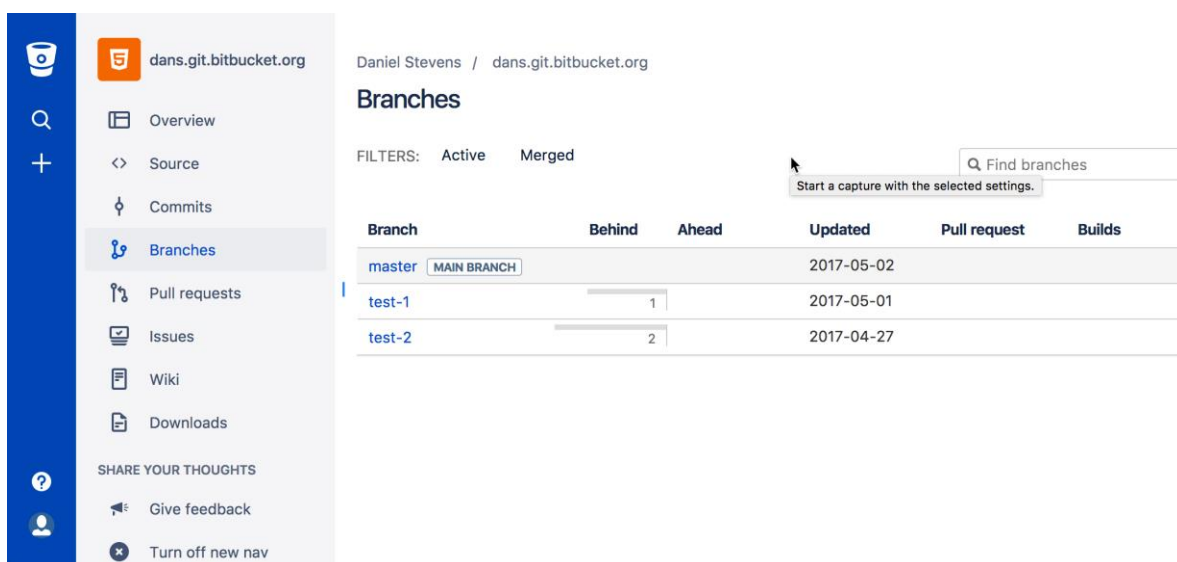 dans.git.bitbucket.org
Overview
Source
Commits
Branches
Pull requests
Issues
Wiki
Downloads
SHARE YOUR THOUGHTS
Give feedback
Turn off new nav
Daniel Stevens / dans.git.bitbucket.org
Branches
FILTERS: Active Merged
Find branches
Start a capture with the selected settings.
Branch Behind Ahead Updated Pull request Builds
master MAIN BRANCH 2017-05-02
test-1 1 2017-05-01
test-2 2 2017-04-27